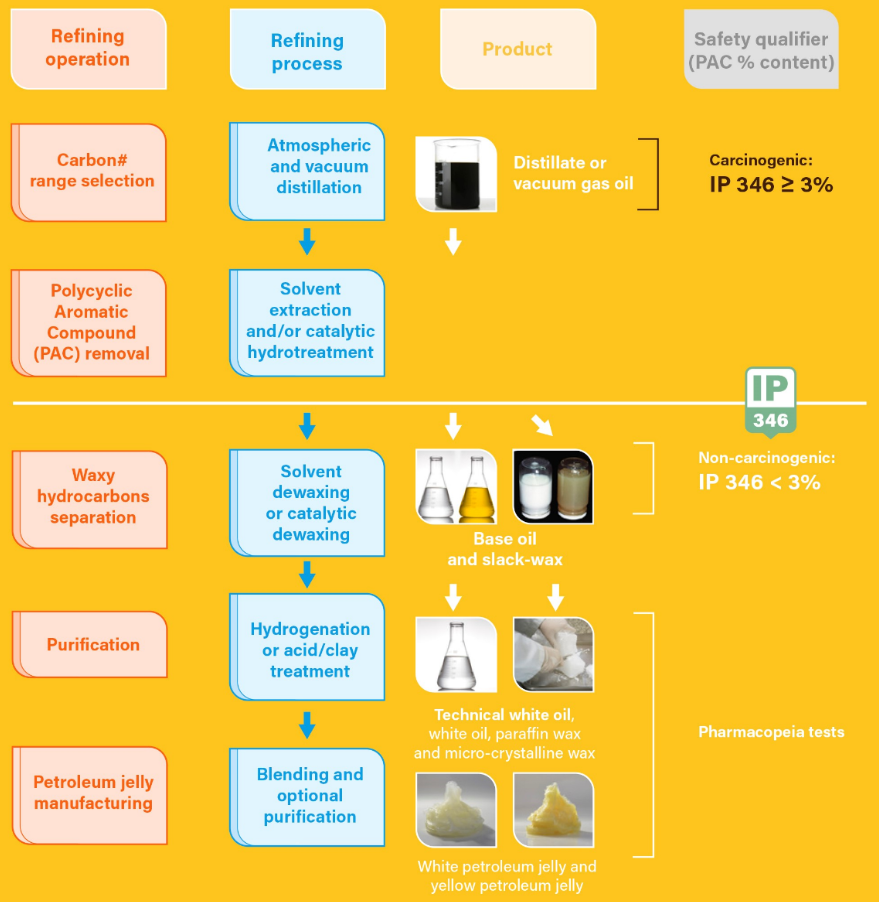 Refining
operation
Refining
process
Product
Safety qualifier
(PAC % content)
Carbon#
range selection
Atmospheric
and vacuum
distillation
Distillate or
vacuum gas oil
Carcinogenic:
IP 346 ≥ 3%
Polycyclic
Aromatic
Compound
(PAC) removal
Solvent
extraction
and/or catalytic
hydrotreatment
IP
346
Waxy
hydrocarbons
separation
Solvent
dewaxing
or catalytic
dewaxing
Base oil
and slack-wax
Non-carcinogenic:
IP 346 < 3%
Purification
Hydrogenation
or acid/clay
treatment
Technical white oil,
white oil, paraffin wax
and micro-crystalline wax
Pharmacopeia tests
Petroleum jelly
manufacturing
Blending and
optional
purification
White petroleum jelly and
yellow petroleum jelly